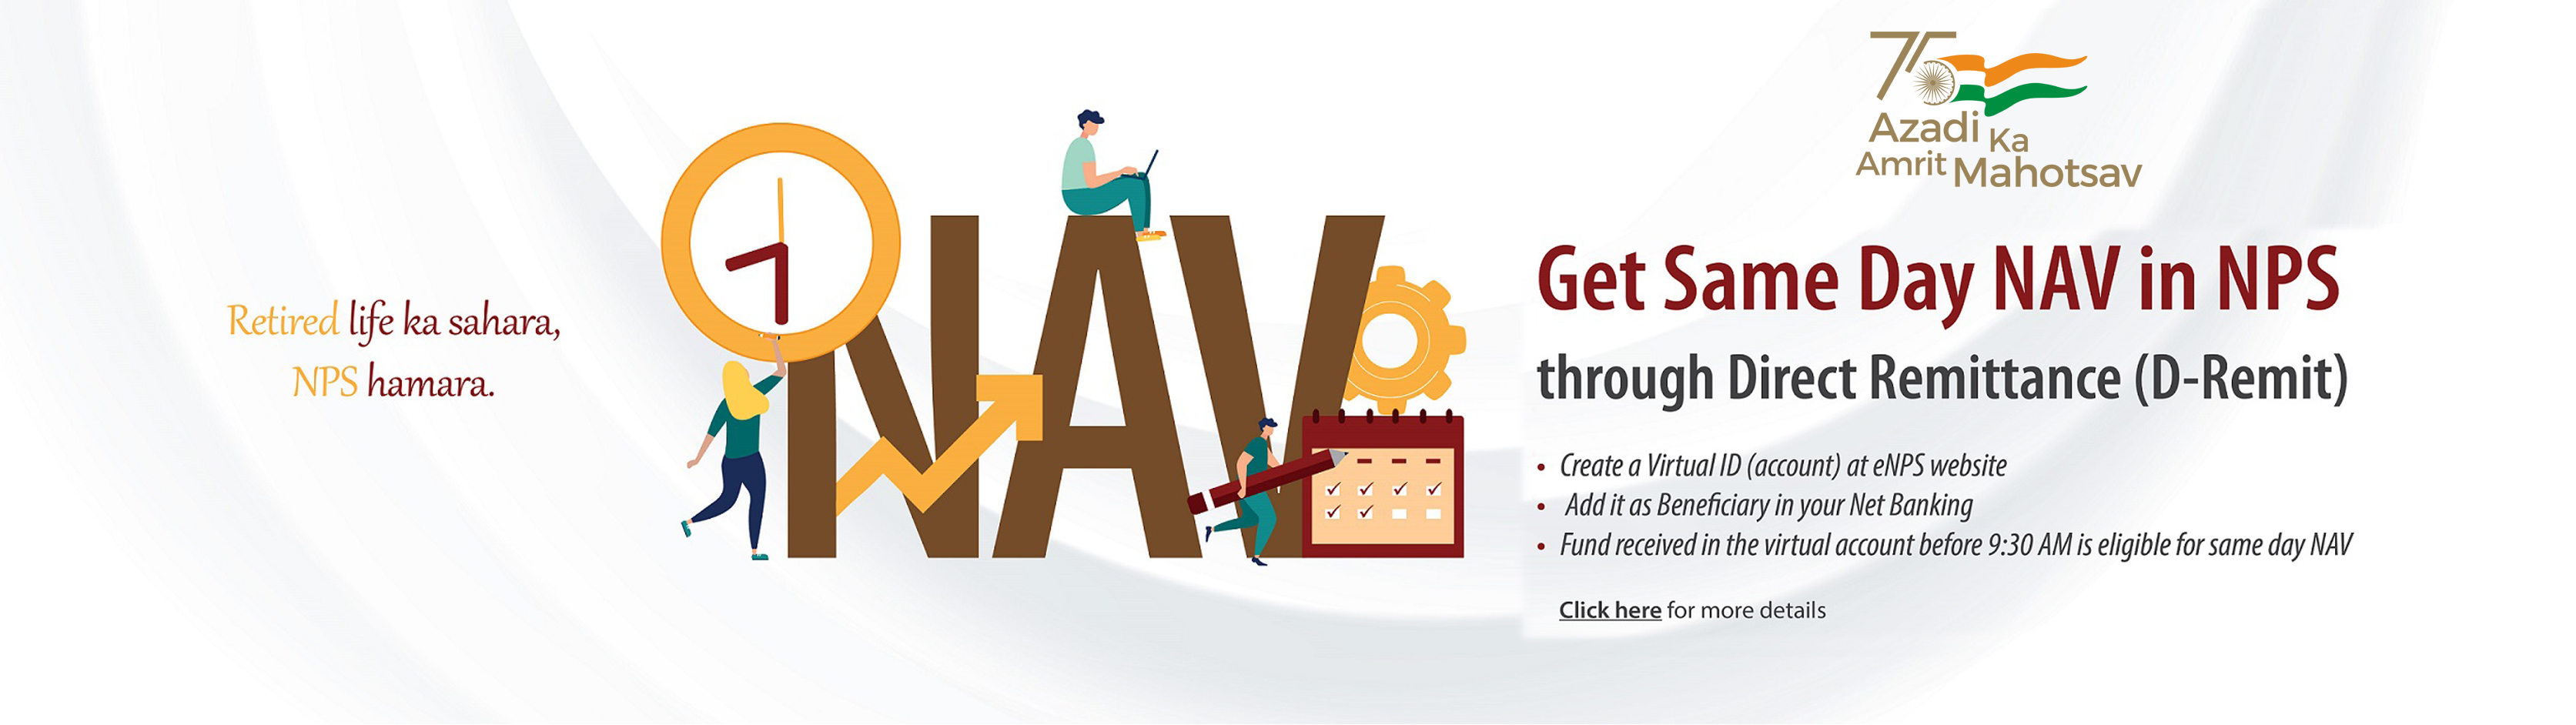 Retired life ka sahara,
NPS hamara.
NAV
75
Azadi Ka
Amrit Mahotsav
Get Same Day NAV in NPS
through Direct Remittance (D-Remit)
• Create a Virtual ID (account) at eNPS website
• Add it as Beneficiary in your Net Banking
• Fund received in the virtual account before 9:30 AM is eligible for same day NAV
Click here for more details